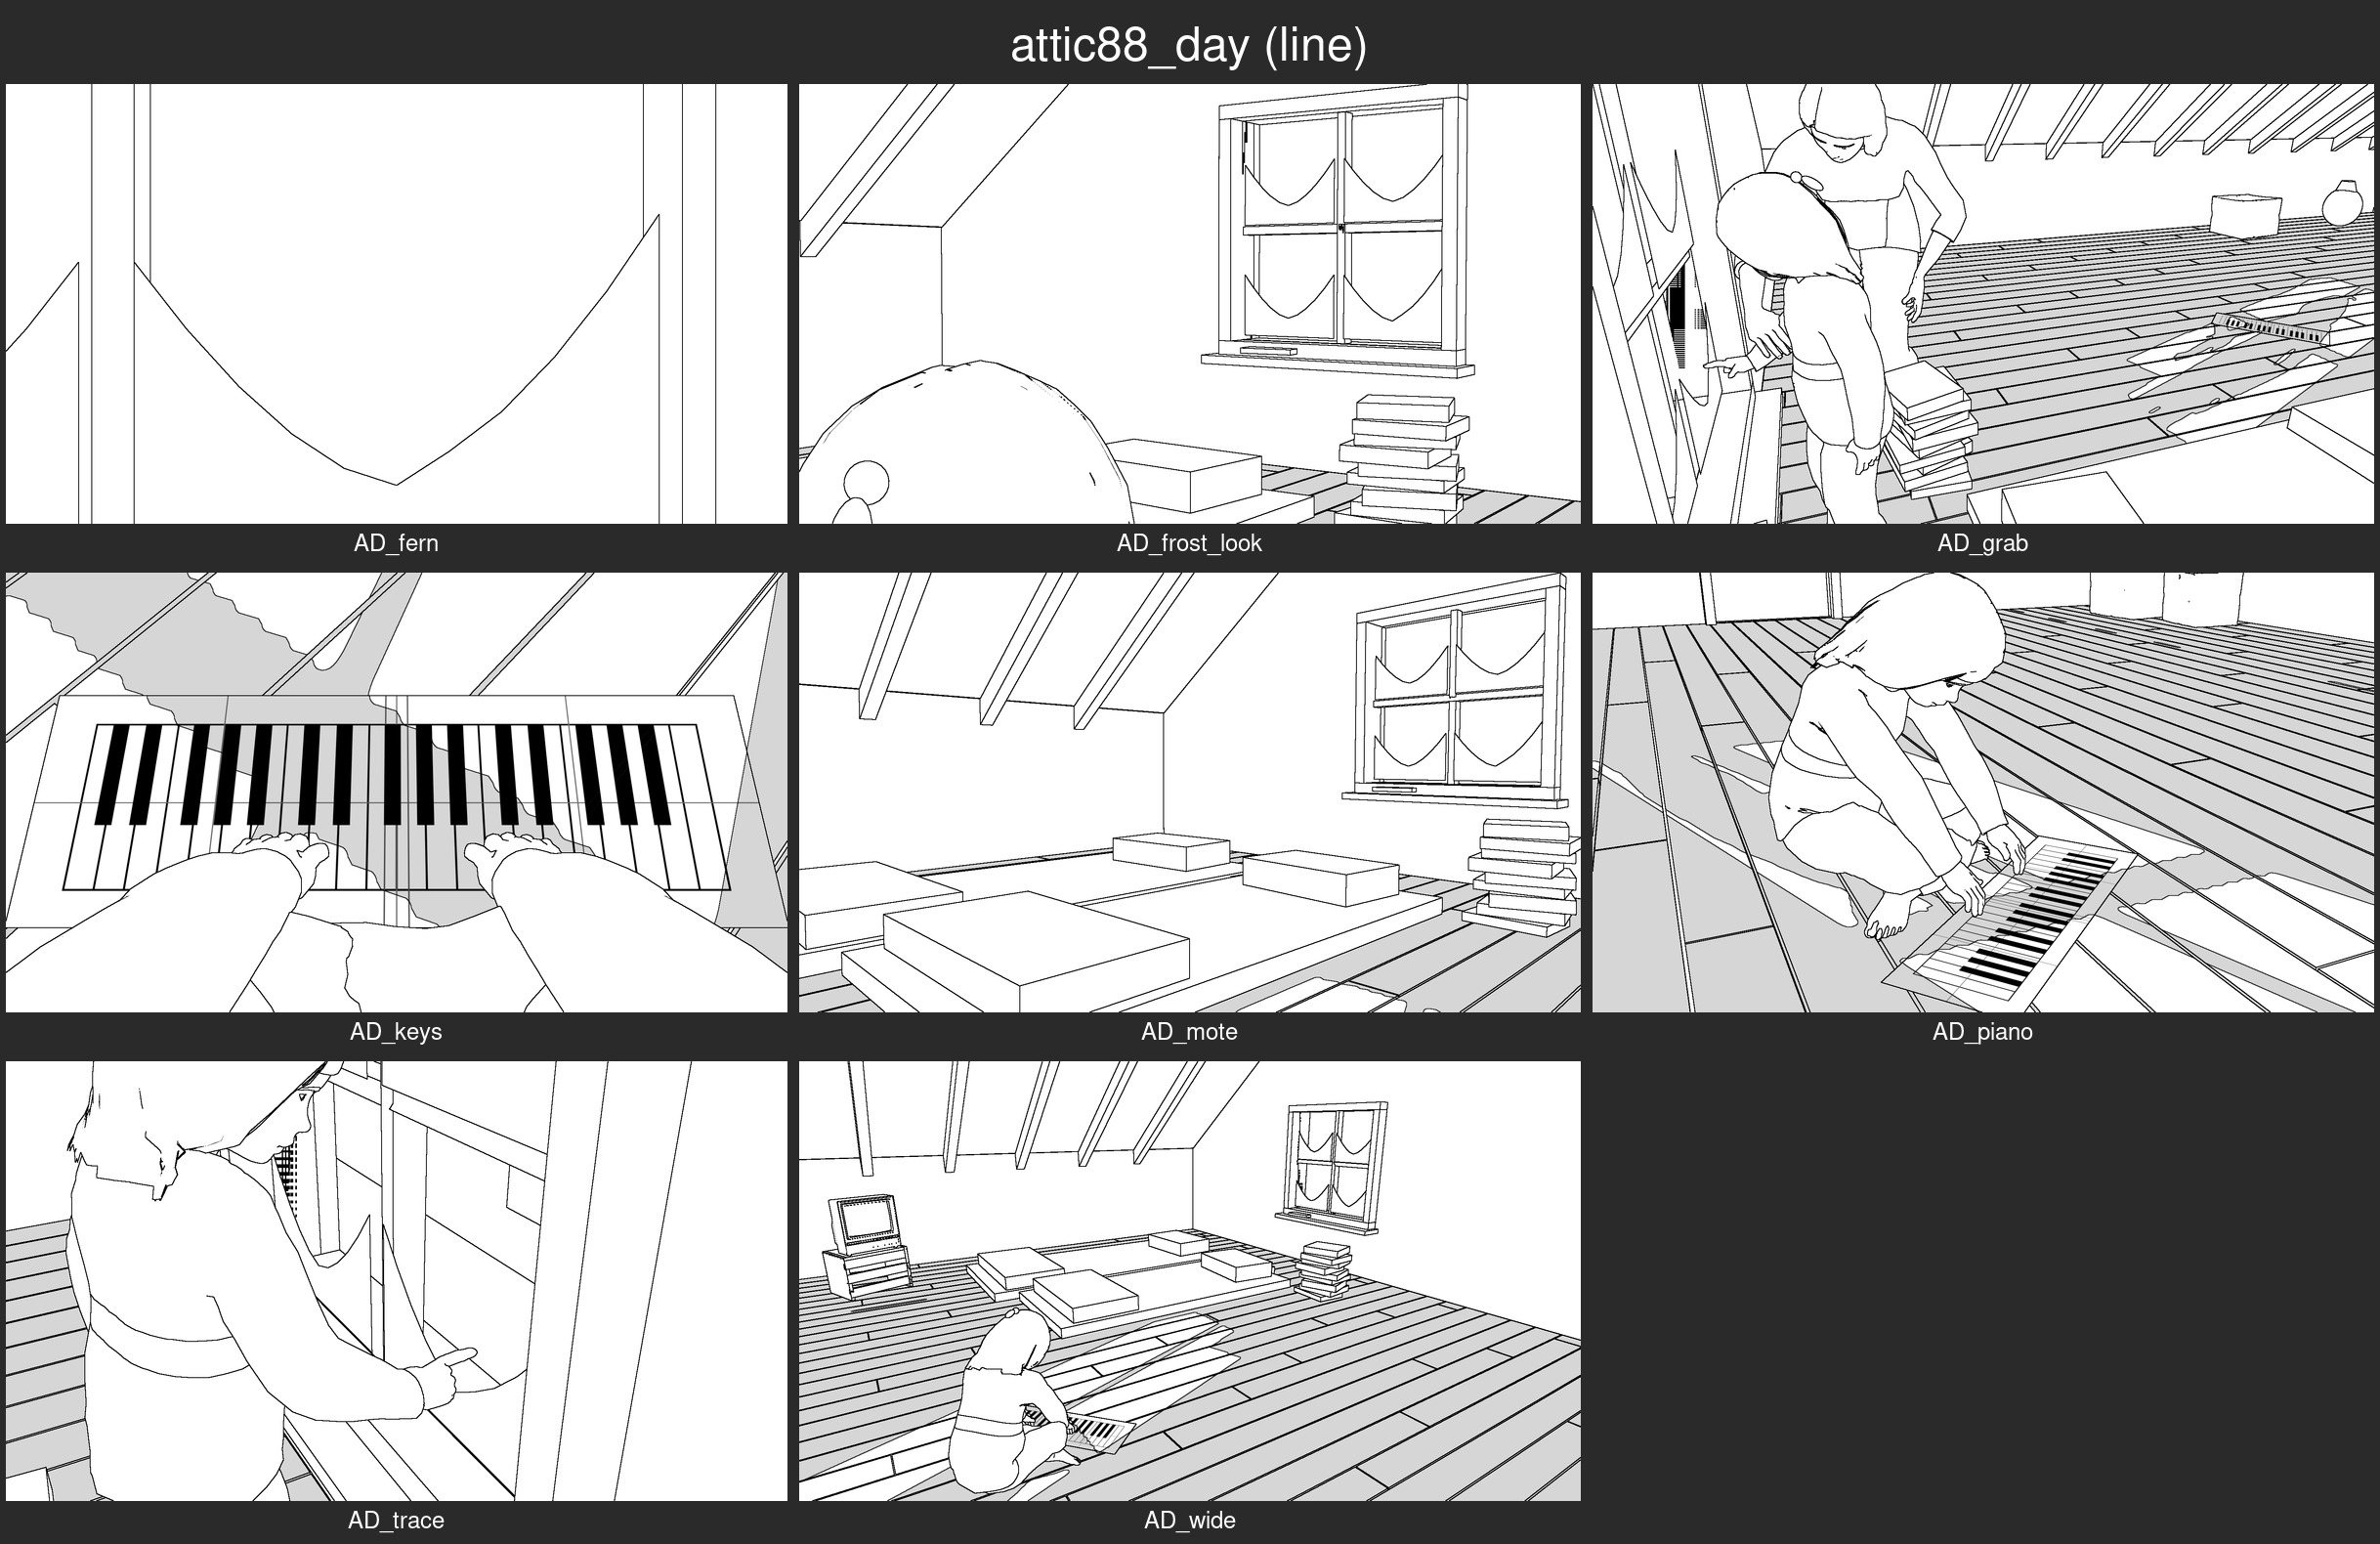 attic88_day (line)
AD_fern
AD_frost_look
AD_grab
AD_keys
AD_mote
AD_piano
AD_trace
AD_wide